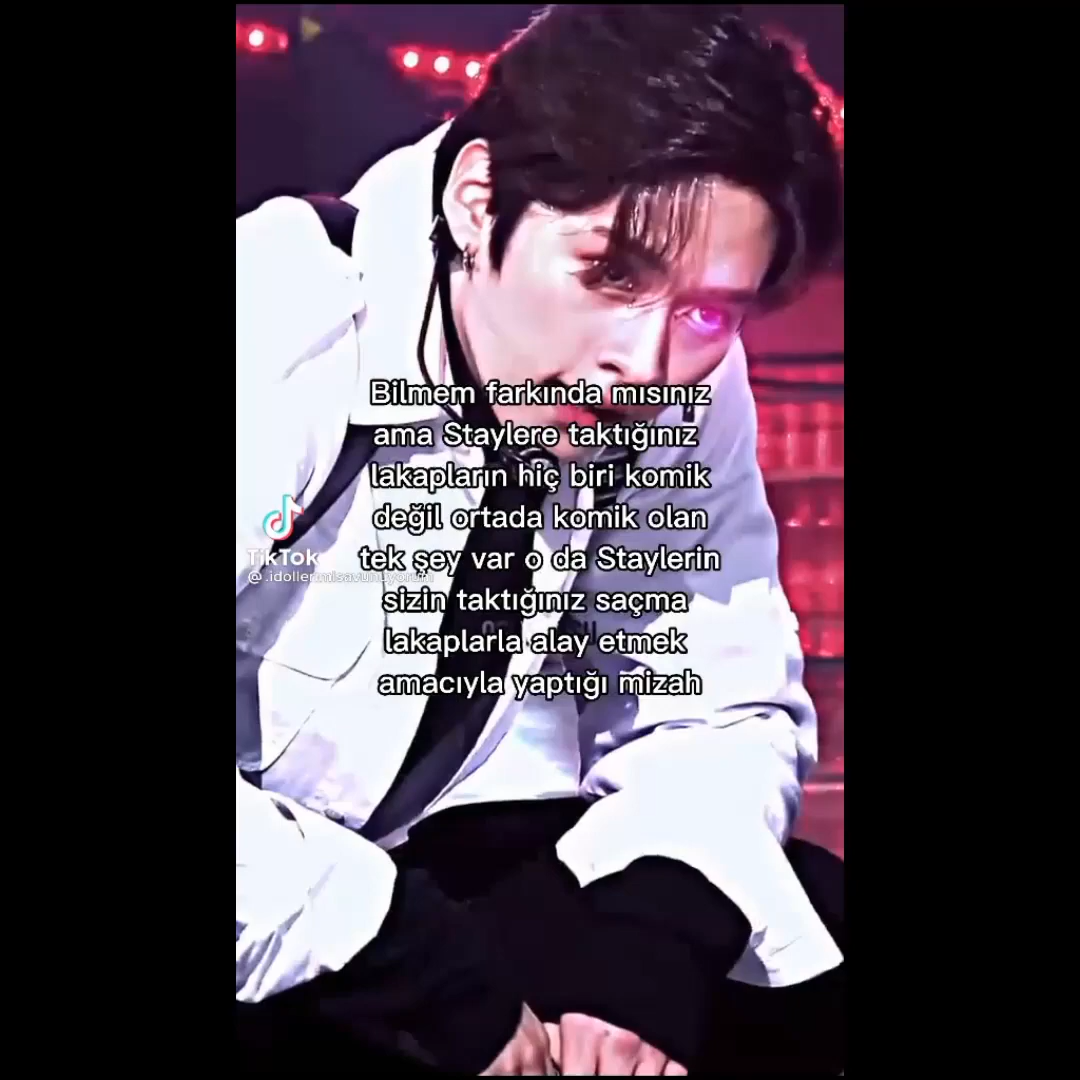 Bilmem farkında mısınız
ama Staylere taktığınız
lakapların hiç biri komik
değil ortada komik olan
tek şey var o da Staylerin
sizin taktığınız saçma
lakaplarla alay etmek
amacıyla yaptığı mizah
TikTok